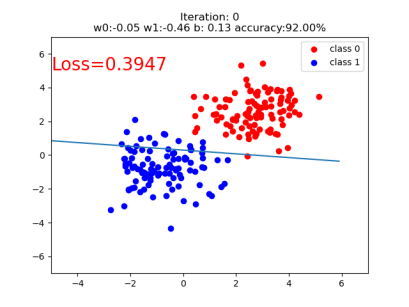 Iteration: 0
w0:-0.05 w1:-0.46 b: 0.13 accuracy:92.00%
Loss=0.3947
class 0
class 1
6
4
2
0
−2
−4
−6
−4 −2 0 2 4 6